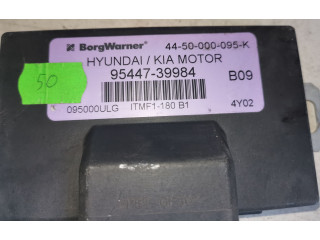 BorgWarner 44-50-000-095-K
HYUNDAI / KIA MOTOR
95447-39984 B09
50
095000ULG ITMF1-180 B1 4Y02